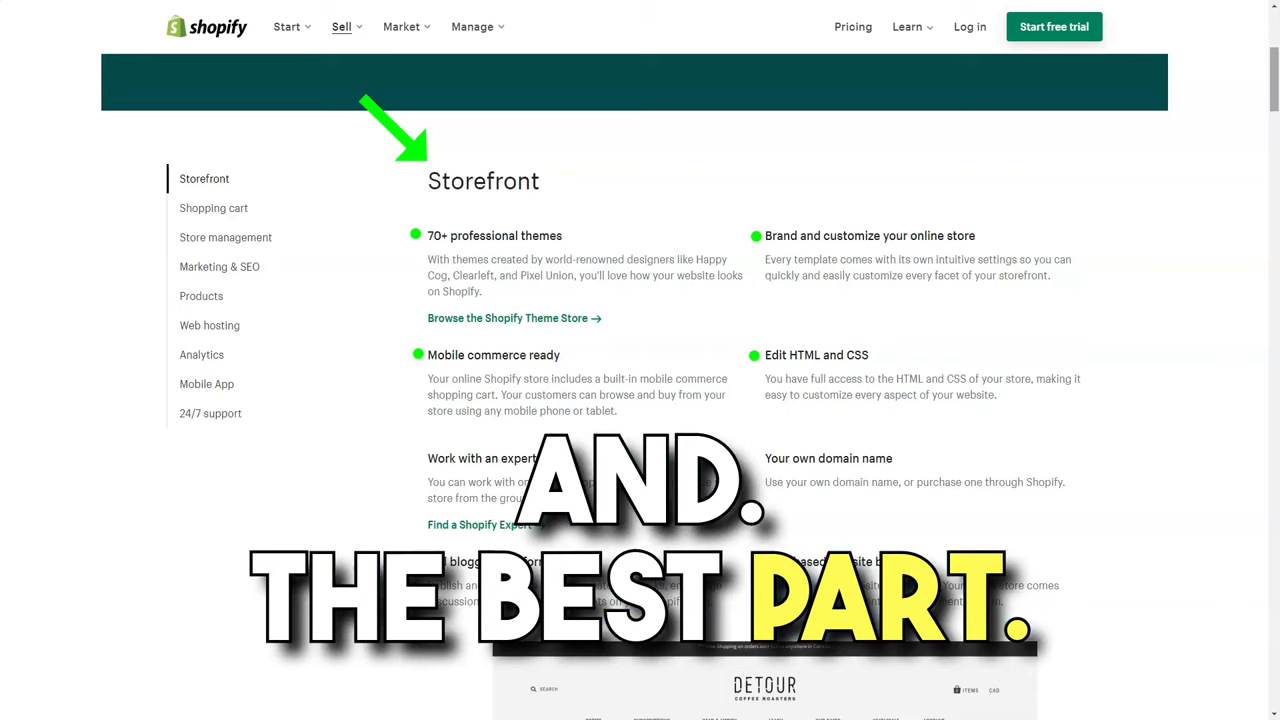 shopify
Start
Sell
Market
Manage
Pricing
Learn
Log in
Start free trial
Storefront
Shopping cart
Store management
Marketing & SEO
Products
Web hosting
Analytics
Mobile App
24/7 support
Storefront
70+ professional themes
With themes created by world-renowned designers like Happy
Cog, Clearleft, and Pixel Union, you'll love how your website looks
on Shopify.
Browse the Shopify Theme Store →
Brand and customize your online store
Every template comes with its own intuitive settings so you can
quickly and easily customize every facet of your storefront.
Mobile commerce ready
Your online Shopify store includes a built-in mobile commerce
shopping cart. Your customers can browse and buy from your
store using any mobile phone or tablet.
Edit HTML and CSS
You have full access to the HTML and CSS of your store, making it
easy to customize every aspect of your website.
Work with an expert
You can work with
store from the
Find a Shopify Expert
Your own domain name
Use your own domain name, or purchase one through Shopify.
AND.
THE BEST PART.
store comes
SEARCH
DETOUR
COFFEE ROASTERS
ITEMS
CAD